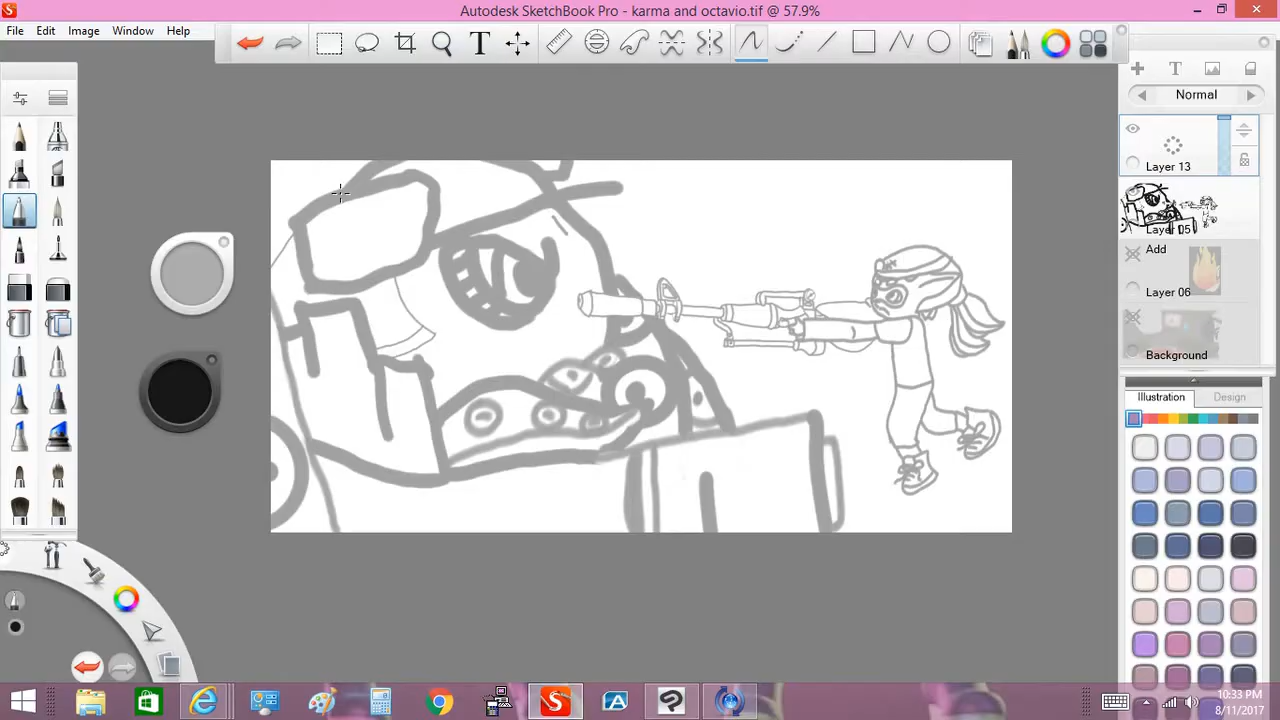 Autodesk SketchBook Pro - karma and octavio.tif @ 57.9%
File Edit Image Window Help
T
T
Normal
Layer 13
Layer 05
Add
Layer 06
Background
Illustration Design
10:33 PM
8/11/2017